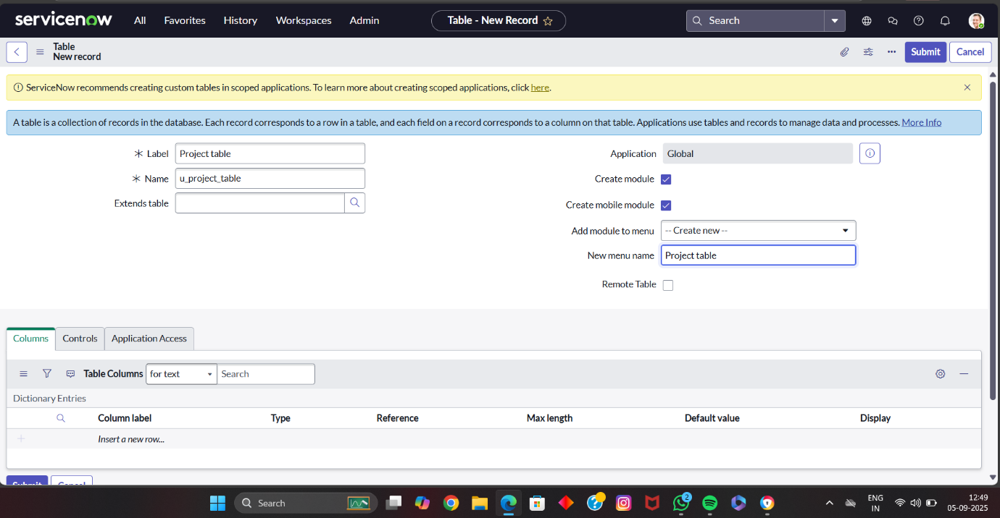 servicenow All Favorites History Workspaces Admin Table - New Record Search
Table
New record
Submit Cancel
ServiceNow recommends creating custom tables in scoped applications. To learn more about creating scoped applications, click here.
A table is a collection of records in the database. Each record corresponds to a row in a table, and each field on a record corresponds to a column on that table. Applications use tables and records to manage data and processes. More Info
Label Project table
Application Global
Name u_project_table
Create module
Extends table
Create mobile module
Add module to menu -- Create new --
New menu name Project table
Remote Table
Columns Controls Application Access
Table Columns for text Search
Dictionary Entries
Column label Type Reference Max length Default value Display
Insert a new row...
Submit Cancel
Search
2
ENG
IN
12:49
05-09-2025